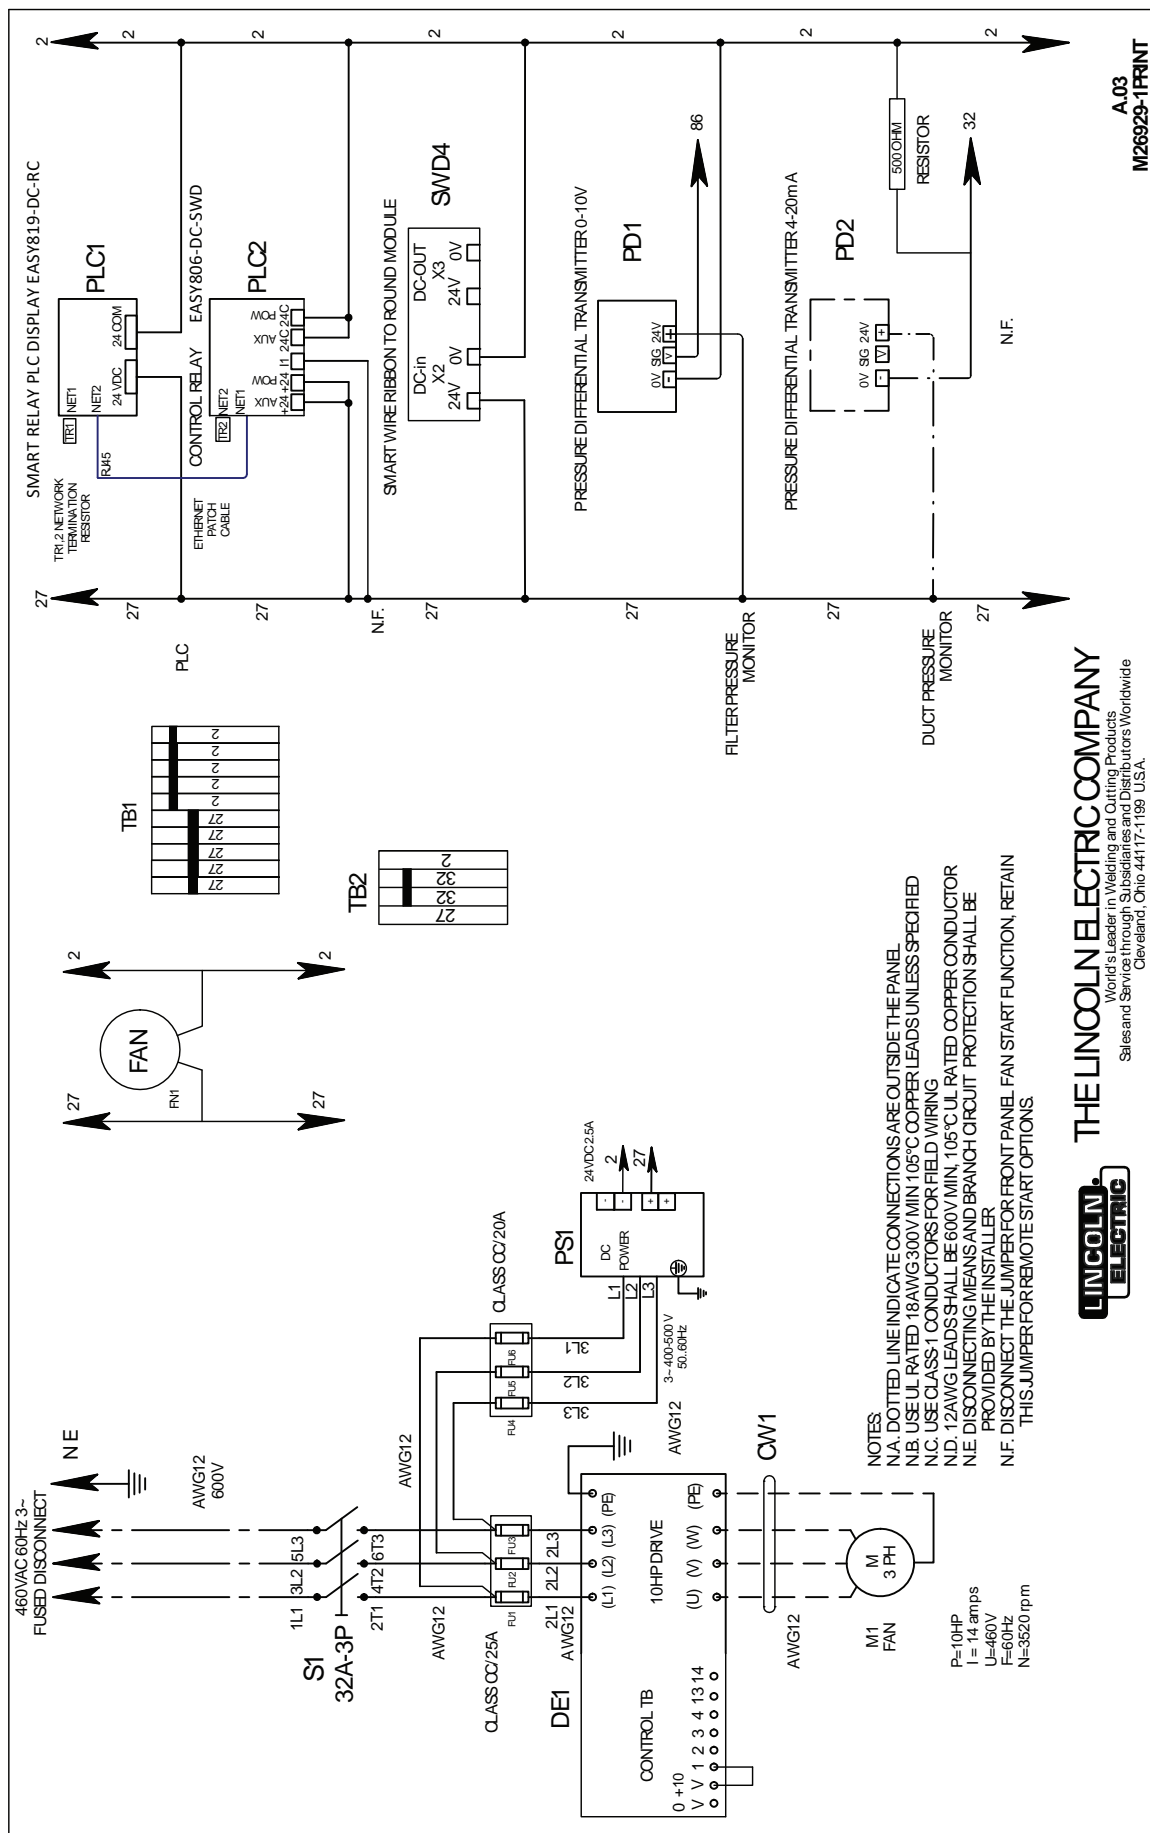 460VAC 60Hz 3~
FUSED DISCONNECT
N E
AWG12
600V
1L1 3L2 5L3
S1
32A-3P
2T1 4T2 6T3
AWG12
AWG12
CLASS CC/25A
FU1
FU2
FU3
2L1 2L2 2L3
AWG12
CLASS CC/20A
FU4
FU5
FU6
3L3
3L2
3L1
3~ 400-500 V
50..60Hz
AWG12
PS1
L1
L2
L3
DC
POWER
-
-
+
+
24VDC 2.5A
2
27
DE1
(L1) (L2) (L3) (PE)
10HP DRIVE
(U) (V) (W) (PE)
CONTROL TB
0 +10
V V 1 2 3 4 13 14
CW1
AWG12
M
3 PH
M1
FAN
P=10HP
I = 14 amps
U=460V
F=60Hz
N=3520 rpm
27
2
FAN
FN1
27
2
TB1
27
27
27
27
27
2
2
2
2
2
TB2
27
32
32
2
SMART RELAY PLC DISPLAY EASY819-DC-RC
27
2
TR1,2 NETWORK
TERMINATION
RESISTOR
TR1
NET1
NET2
24 VDC
24 COM
PLC1
RJ45
27
2
PLC
ETHERNET
PATCH
CABLE
CONTROL RELAY EASY806-DC-SWD
TR2
NET2
NET1
+24 AUX
+24 POW
I1
24C AUX
24C POW
PLC2
27
2
N.F.
SMART WIRE RIBBON TO ROUND MODULE
DC-in
X2
24V 0V
DC-OUT
X3
24V 0V
SWD4
27
2
PRESSURE DIFFERENTIAL TRANSMITTER 0-10V
0V SIG 24V
- V +
PD1
86
27
2
FILTER PRESSURE
MONITOR
PRESSURE DIFFERENTIAL TRANSMITTER 4-20mA
0V SIG 24V
- V +
PD2
500 OHM
RESISTOR
32
27
2
DUCT PRESSURE
MONITOR
27
2
N.F.
NOTES:
N.A. DOTTED LINE INDICATE CONNECTIONS ARE OUTSIDE THE PANEL
N.B. USE UL RATED 18AWG 300V MIN 105°C COPPER LEADS UNLESS SPECIFIED
N.C. USE CLASS-1 CONDUCTORS FOR FIELD WIRING
N.D. 12AWG LEADS SHALL BE 600V MIN, 105°C UL RATED COPPER CONDUCTOR
N.E. DISCONNECTING MEANS AND BRANCH CIRCUIT PROTECTION SHALL BE
PROVIDED BY THE INSTALLER
N.F. DISCONNECT THE JUMPER FOR FRONT PANEL FAN START FUNCTION, RETAIN
THIS JUMPER FOR REMOTE START OPTIONS.
LINCOLN
ELECTRIC
THE LINCOLN ELECTRIC COMPANY
World's Leader in Welding and Cutting Products
Sales and Service through Subsidiaries and Distributors Worldwide
Cleveland, Ohio 44117-1199 U.S.A.
A.03
M26929-1PRINT